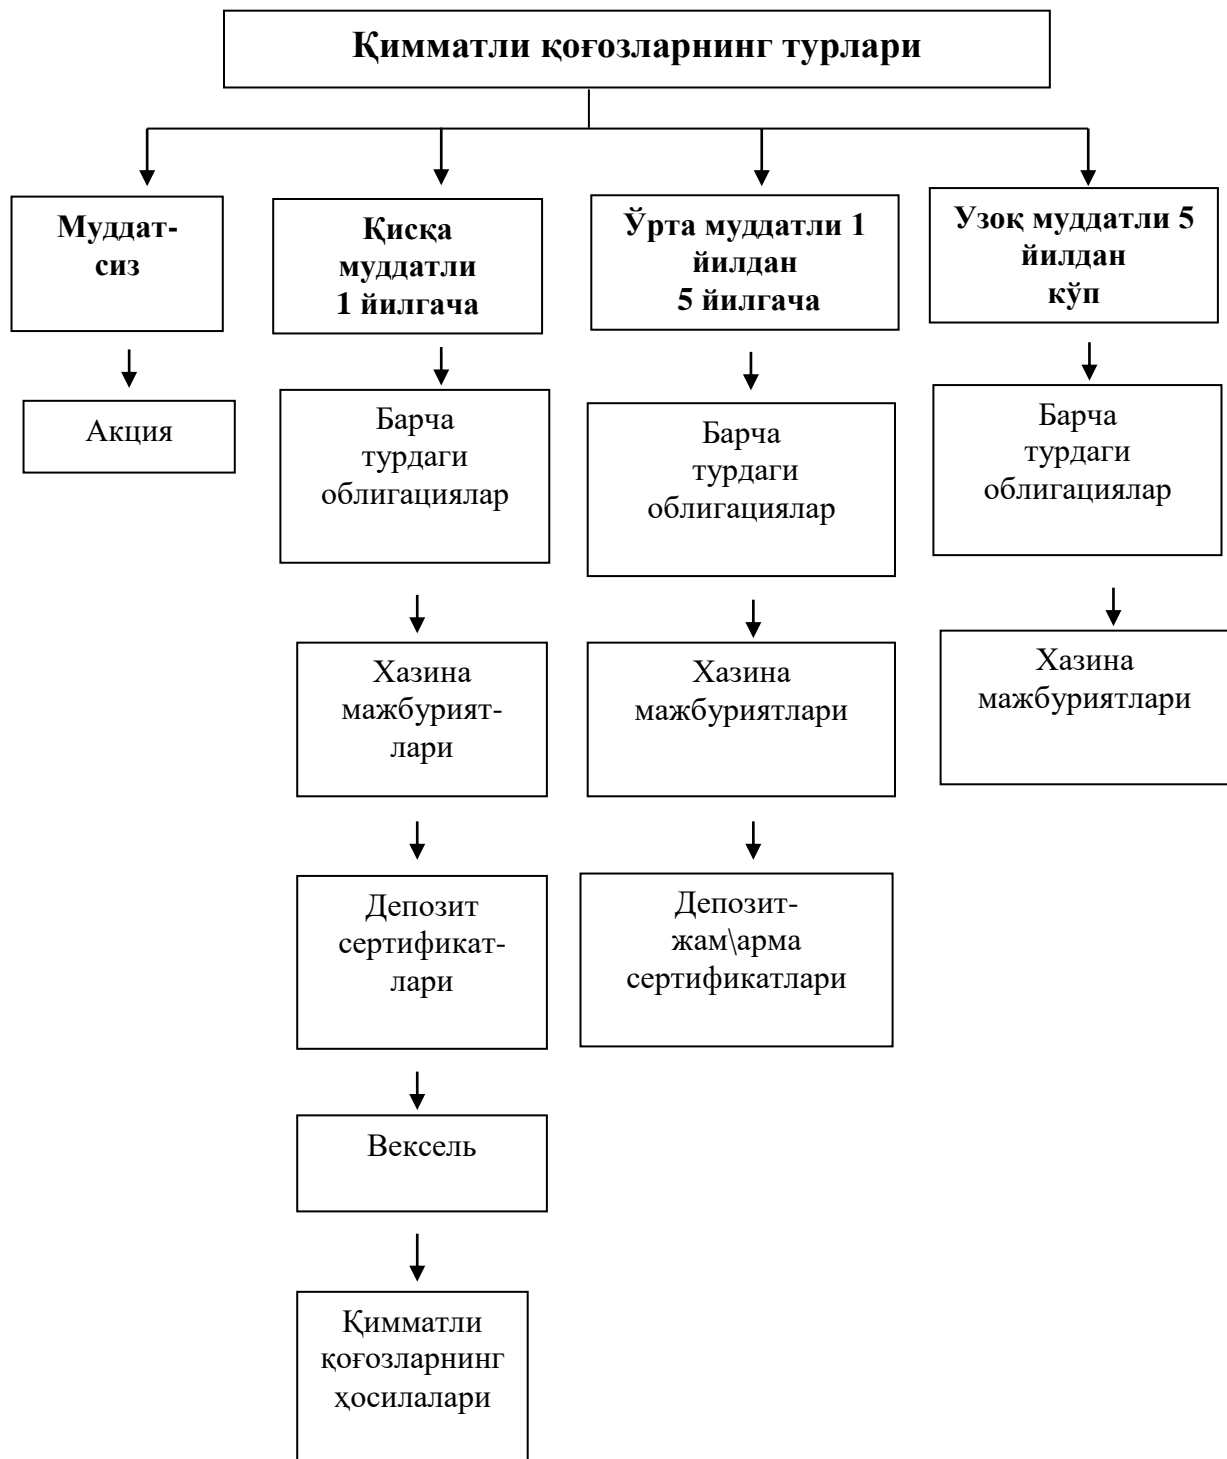 Қимматли қоғозларнинг турлари
Муддат-
сиз
Қисқа
муддатли
1 йилгача
Ўрта муддатли 1
йилдан
5 йилгача
Узоқ муддатли 5
йилдан
кўп
Акция
Барча
турдаги
облигациялар
Барча
турдаги
облигациялар
Барча
турдаги
облигациялар
Хазина
мажбурият-
лари
Хазина
мажбуриятлари
Хазина
мажбуриятлари
Депозит
сертификат-
лари
Депозит-
жам\арма
сертификатлари
Вексель
Қимматли
қоғозларнинг
ҳосилалари